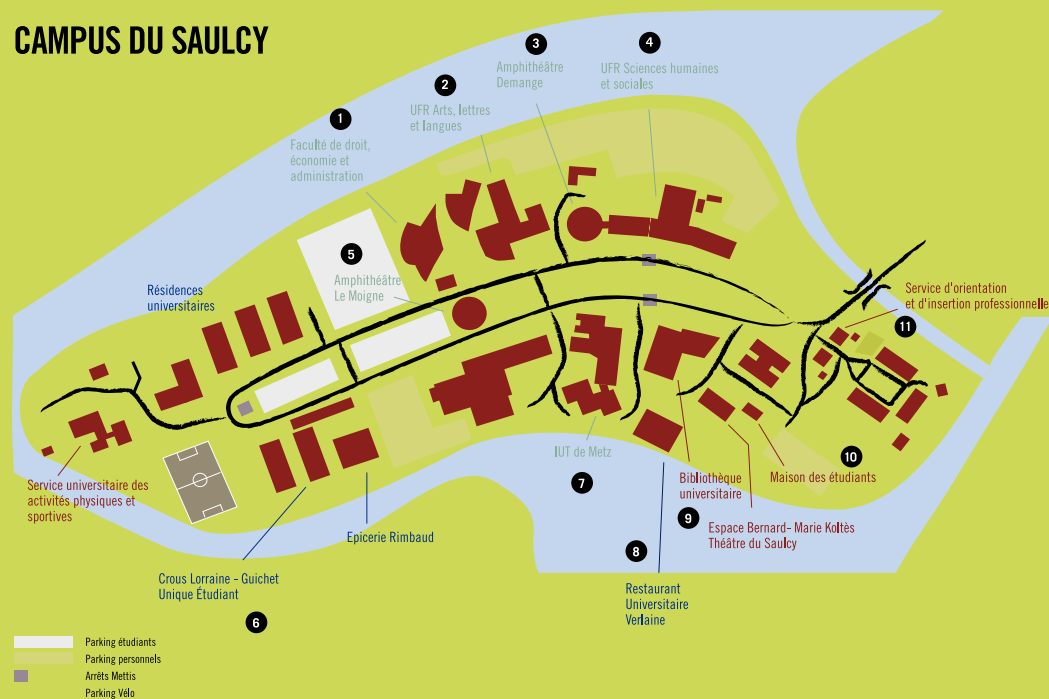 CAMPUS DU SAULCY
1
Faculté de droit,
économie et
administration
2
UFR Arts, lettres
et langues
3
Amphithéâtre
Demange
4
UFR Sciences humaines
et sociales
5
Amphithéâtre
Le Moigne
Résidences
universitaires
Service d'orientation
et d'insertion professionnelle
11
Service universitaire des
activités physiques et
sportives
Crous Lorraine - Guichet
Unique Étudiant
6
Epicerie Rimbaud
IUT de Metz
7
8
Restaurant
Universitaire
Verlaine
Bibliothèque
universitaire
9
Espace Bernard- Marie Koltès
Théâtre du Saulcy
Maison des étudiants
10
Parking étudiants
Parking personnels
Arrêts Mettis
Parking Vélo